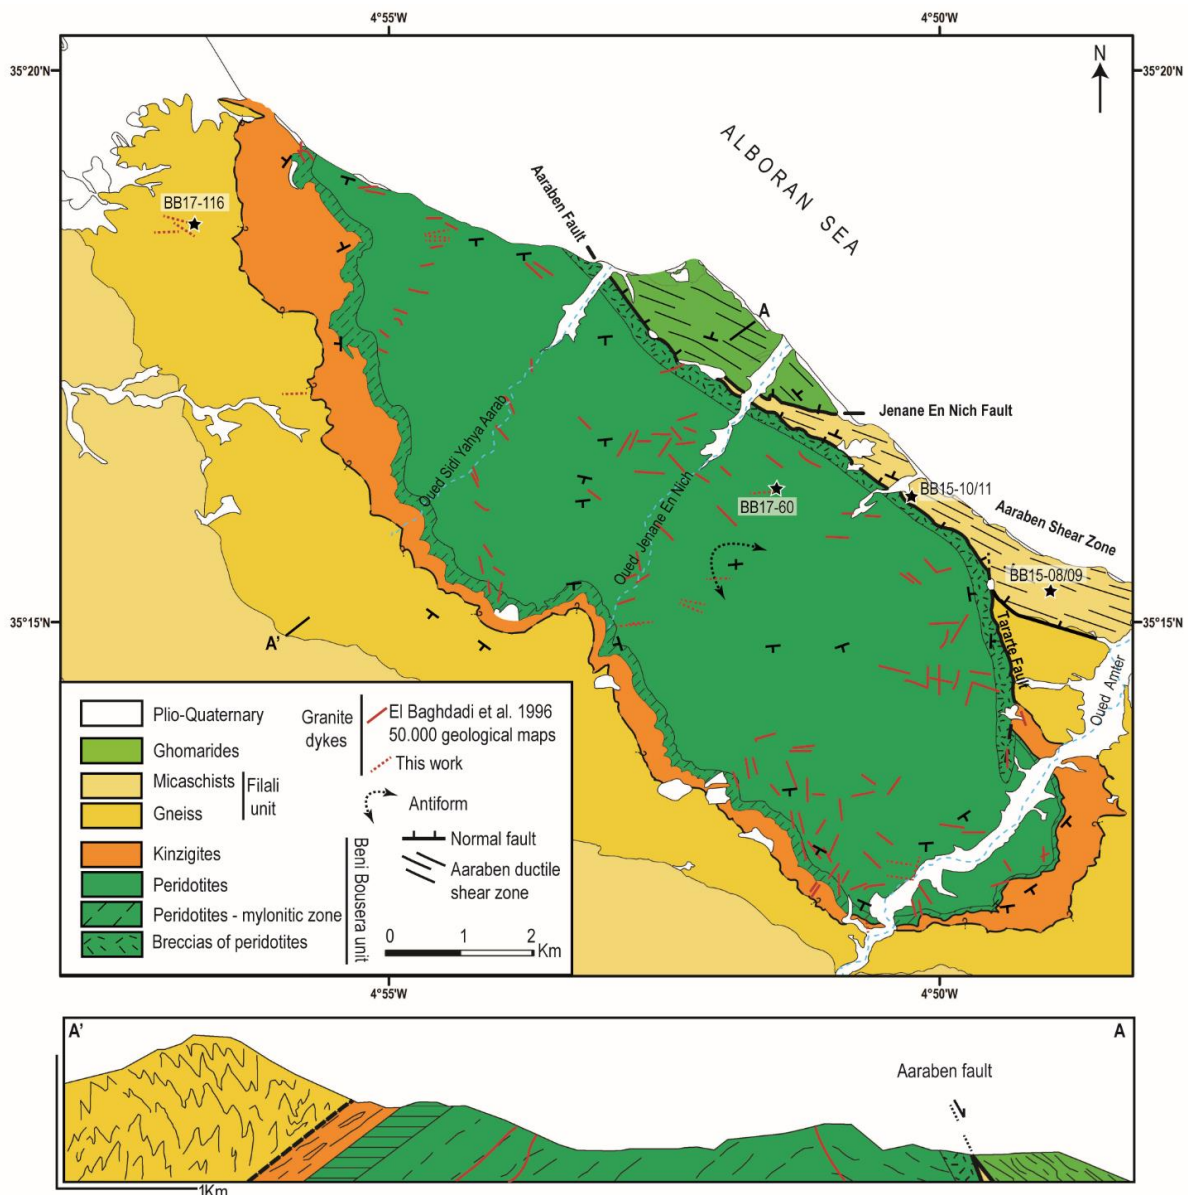 4°55'W
4°50'W
35°20'N
35°20'N
N
ALBORAN SEA
Aaraben Fault
BB17-116
A
Jenane En Nich Fault
Oued Sidi Yahya Aarab
Oued Jenane En Nich
BB17-60
BB15-10/11
Aaraben Shear Zone
BB15-08/09
35°15'N
35°15'N
A'
Tararte Fault
Oued Amter
Plio-Quaternary
Ghomarides
Micaschists
Gneiss
Filali
unit
Kinzigites
Peridotites
Peridotites - mylonitic zone
Breccias of peridotites
Beni Bousera unit
Granite
dykes
El Baghdadi et al. 1996
50.000 geological maps
This work
Antiform
Normal fault
Aaraben ductile
shear zone
0 1 2 Km
4°55'W
4°50'W
A'
A
Aaraben fault
1Km